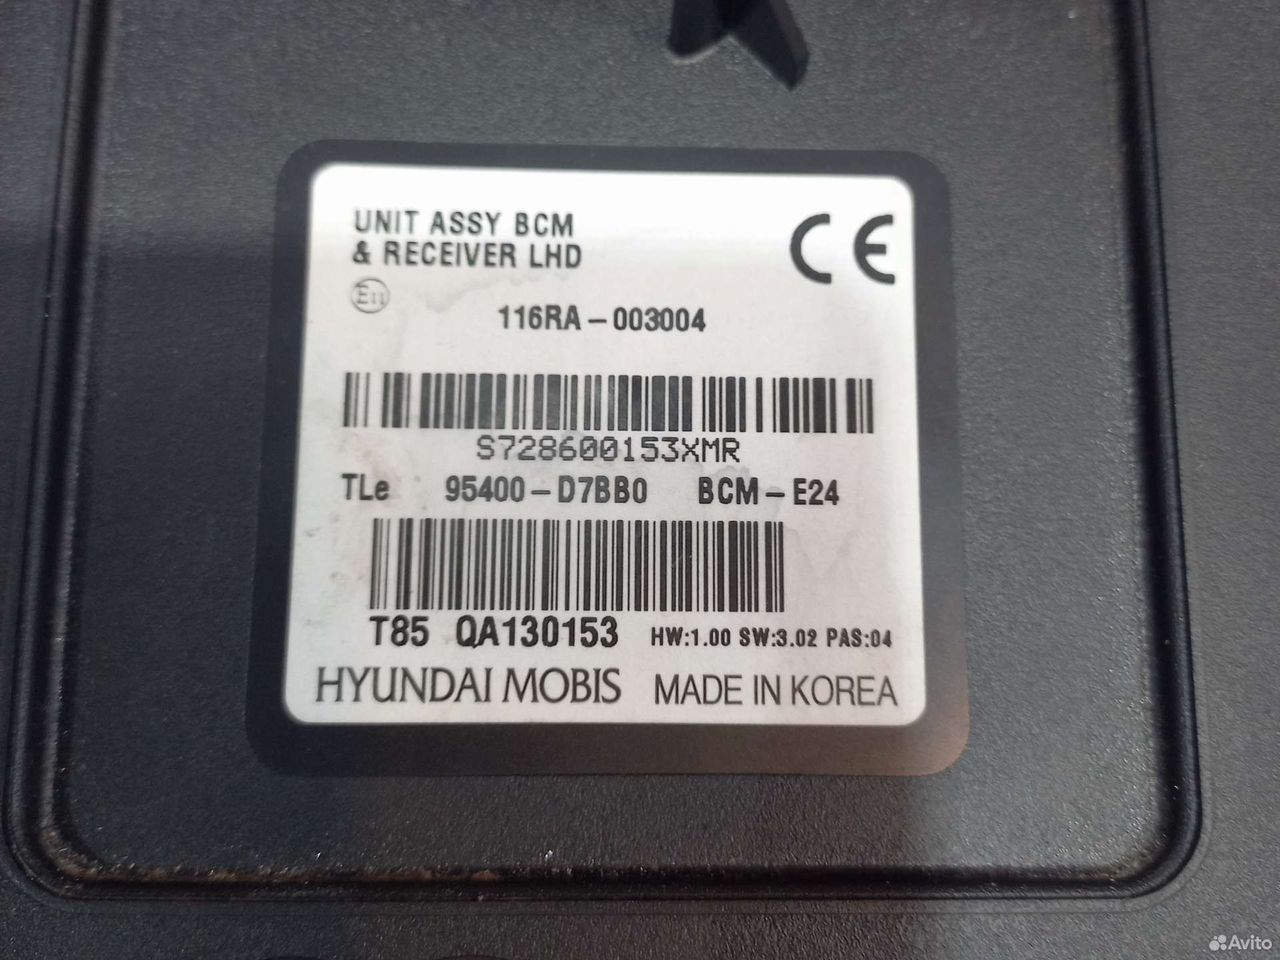 UNIT ASSY BCM
& RECEIVER LHD
CE
E11
116RA-003004
S728600153XMR
TLe 95400-D7BB0 BCM-E24
T85 QA130153 HW:1.00 SW:3.02 PAS:04
HYUNDAI MOBIS MADE IN KOREA
Avito